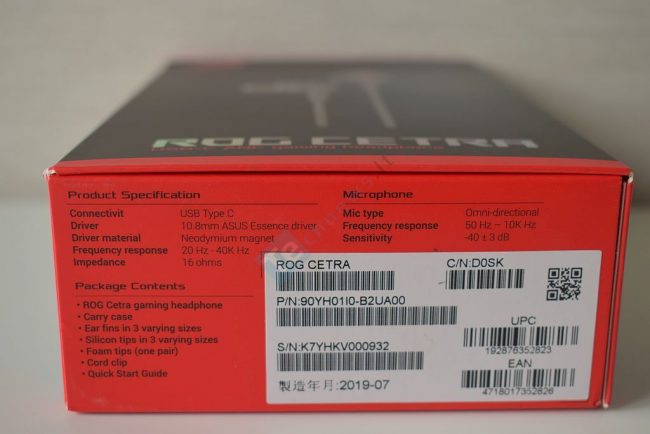 ROG CETRA
Product Specification
Connectivit USB Type C
Driver 10.8mm ASUS Essence driver
Driver material Neodymium magnet
Frequency response 20 Hz - 40K Hz
Impedance 16 ohms
Microphone
Mic type Omni-directional
Frequency response 50 Hz ~ 10K Hz
Sensitivity -40 ± 3 dB
Package Contents
• ROG Cetra gaming headphone
• Carry case
• Ear fins in 3 varying sizes
• Silicon tips in 3 varying sizes
• Foam tips (one pair)
• Cord clip
• Quick Start Guide
ROG CETRA C/N:D0SK
P/N:90YH01I0-B2UA00
UPC
192876352823
S/N:K7YHKV000932
EAN
製造年月:2019-07
4718017352826